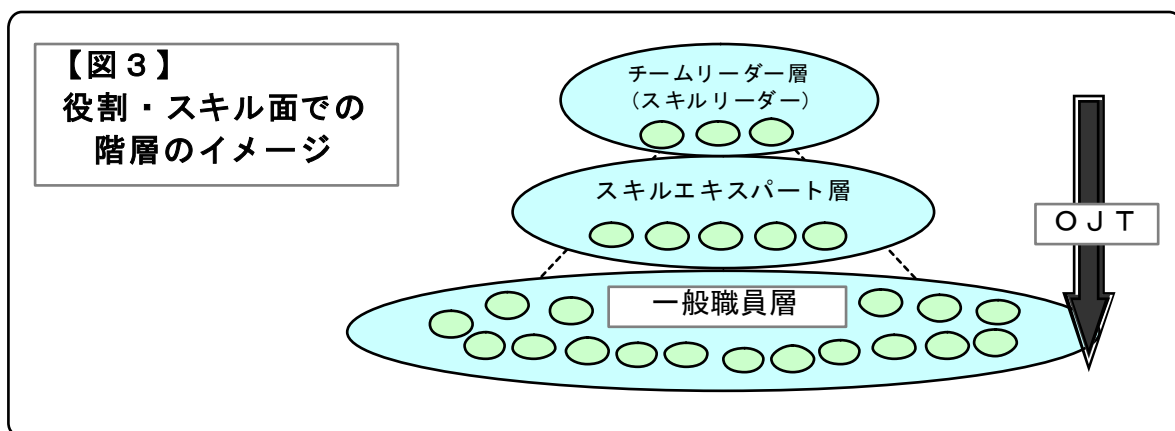 【図３】
役割・スキル面での
階層のイメージ
チームリーダー層
（スキルリーダー）
スキルエキスパート層
ＯＪＴ
一般職員層